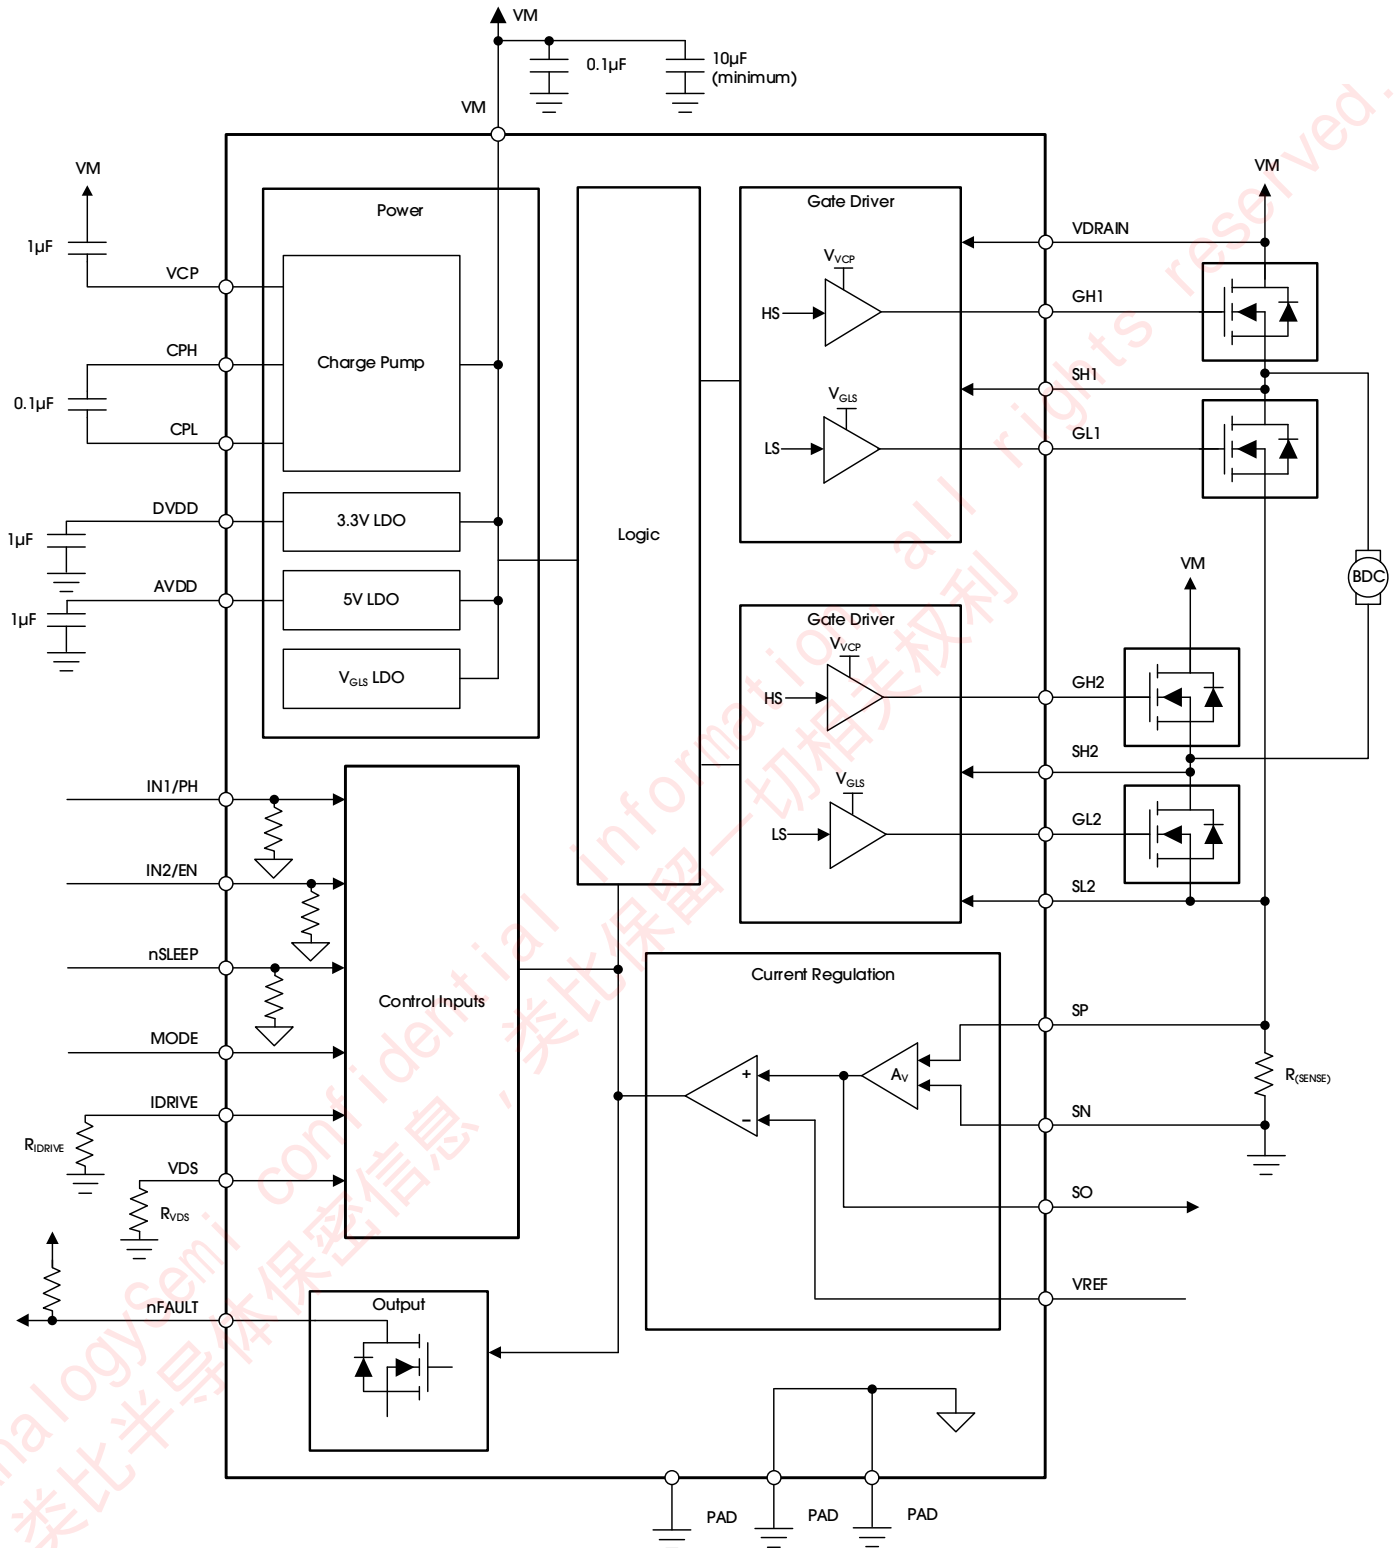 VM
0.1µF
10µF
(minimum)
VM
VM
1µF
VCP
CPH
0.1µF
CPL
DVDD
1µF
AVDD
1µF
Power
Charge Pump
3.3V LDO
5V LDO
VGLS LDO
Logic
Gate Driver
VVCP
HS
VGLS
LS
Gate Driver
VVCP
HS
VGLS
LS
VM
VDRAIN
GH1
SH1
GL1
BDC
VM
GH2
SH2
GL2
SL2
IN1/PH
IN2/EN
nSLEEP
MODE
IDRIVE
RIDRIVE
VDS
RVDS
nFAULT
Control Inputs
Output
Current Regulation
+
−
AV
SP
R(SENSE)
SN
SO
VREF
PAD
PAD
PAD
nalogySemi confidential information, all rights reserved.
类比半导体保密信息，类比保留一切相关权利